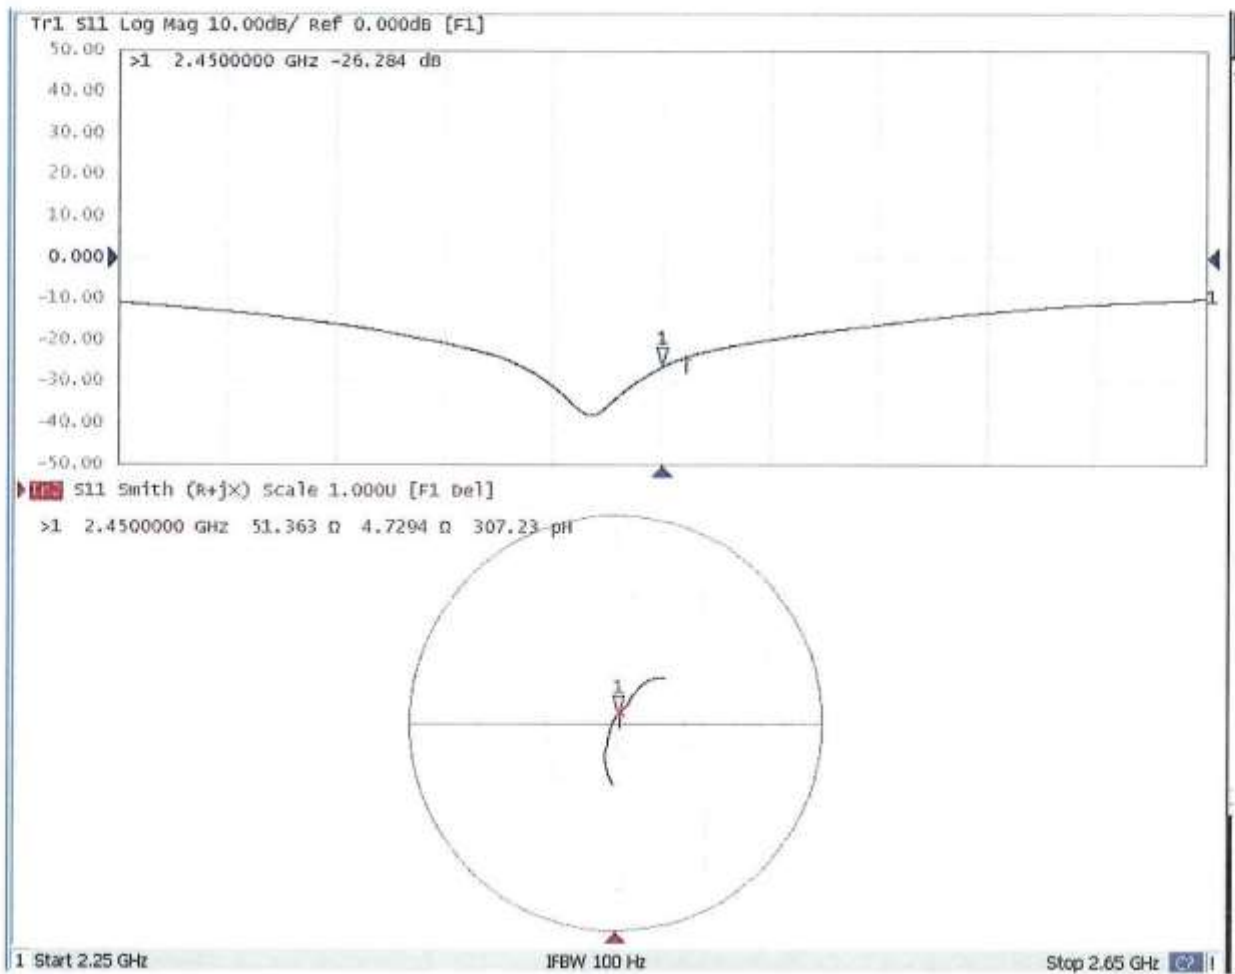 Tr1 S11 Log Mag 10.00dB/ Ref 0.000dB [F1]
50.00
>1 2.4500000 GHz -26.284 dB
40.00
30.00
20.00
10.00
0.000
-10.00
1
-20.00
1
-30.00
-40.00
-50.00
Tr2 S11 Smith (R+jX) Scale 1.000U [F1 Del]
>1 2.4500000 GHz 51.363 Ω 4.7294 Ω 307.23 pH
1
1 Start 2.25 GHz IFBW 100 Hz Stop 2.65 GHz C2 !